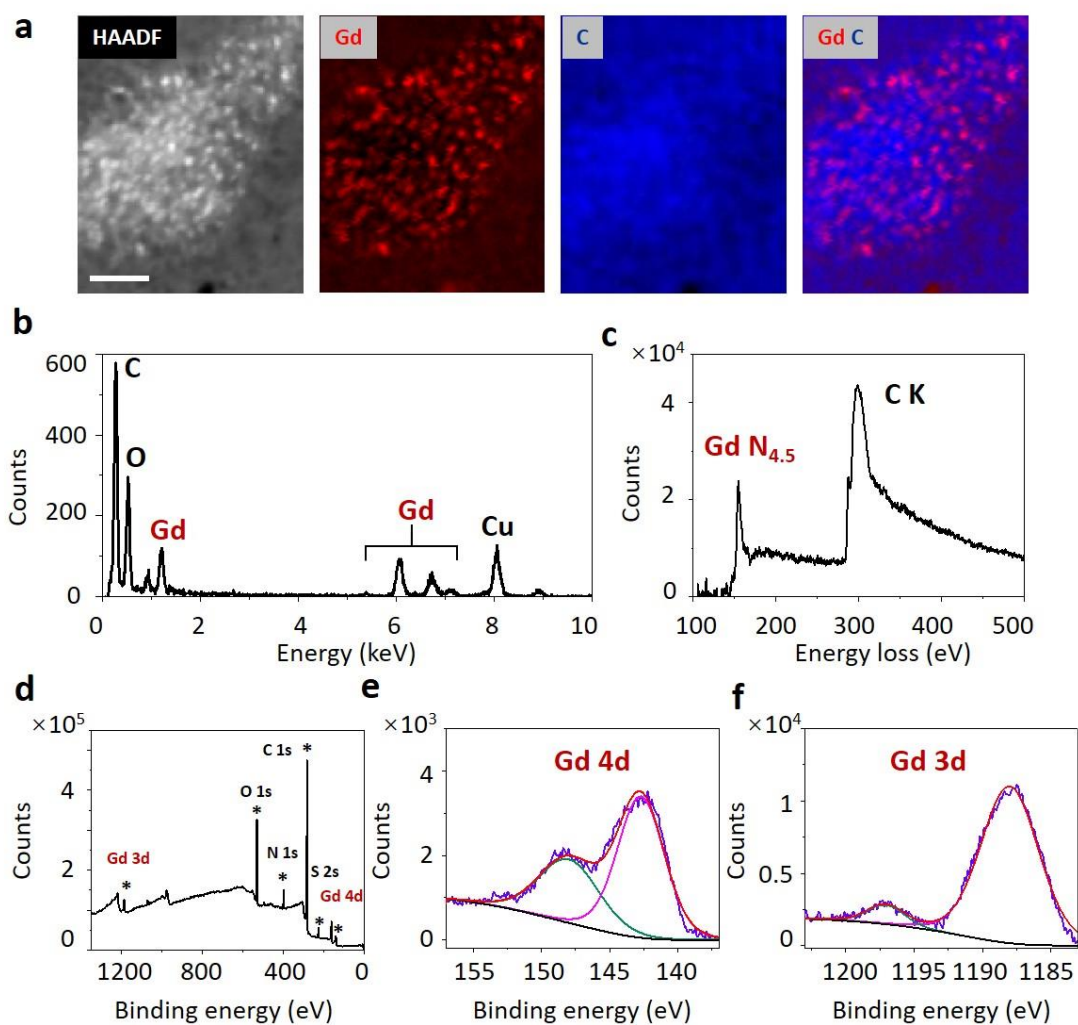 a
HAADF
Gd
C
Gd C
b
600
400
200
0
Counts
C
O
Gd
Gd
Cu
0 2 4 6 8 10
Energy (keV)
c
×10⁴
4
2
0
Counts
Gd N₄.₅
C K
100 200 300 400 500
Energy loss (eV)
d
×10⁵
4
2
0
Counts
Gd 3d
*
O 1s
*
N 1s
*
C 1s
*
S 2s
*
Gd 4d
*
1200 800 400 0
Binding energy (eV)
e
×10³
4
2
0
Counts
Gd 4d
155 150 145 140
Binding energy (eV)
f
×10⁴
1
0.5
0
Counts
Gd 3d
1200 1195 1190 1185
Binding energy (eV)